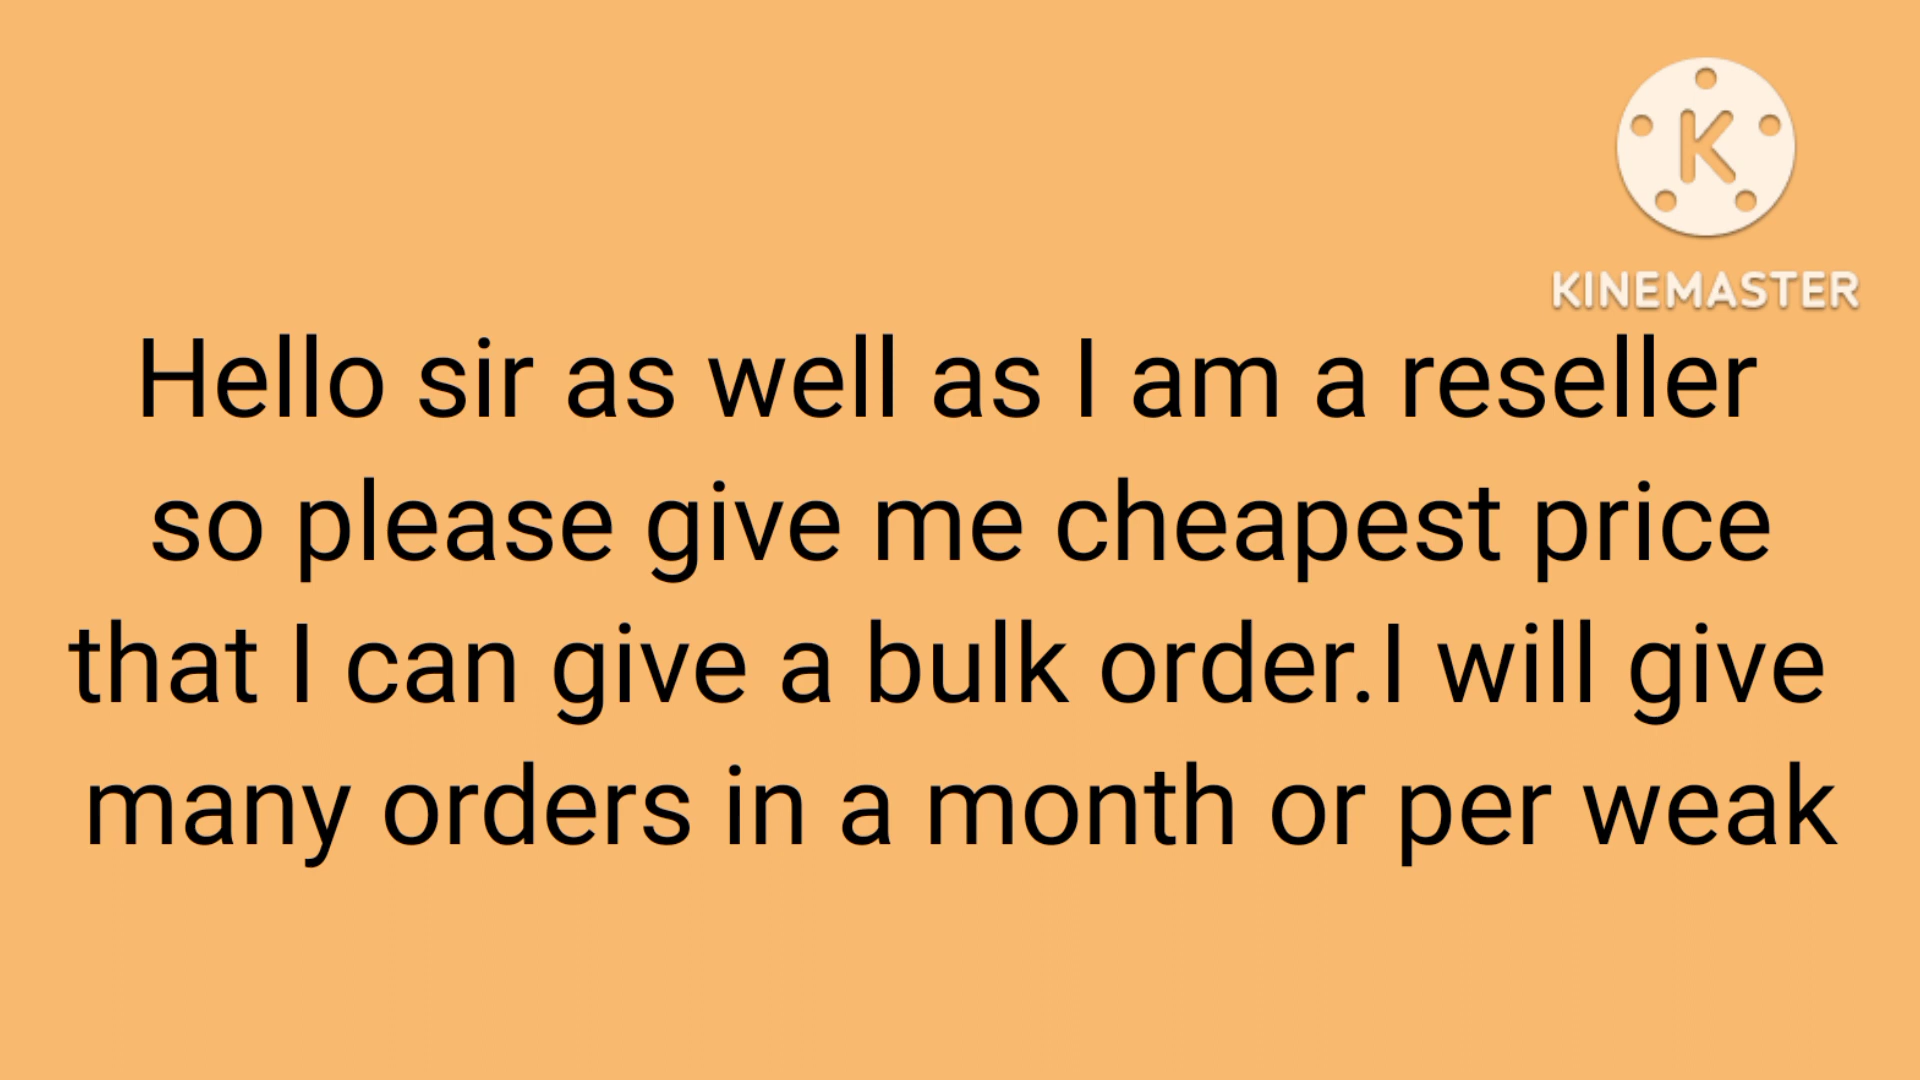 K
KINEMASTER
Hello sir as well as I am a reseller
so please give me cheapest price
that I can give a bulk order.I will give
many orders in a month or per weak